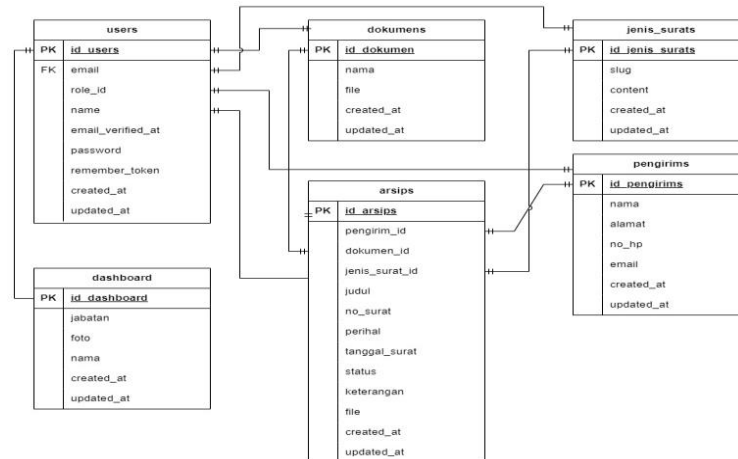 users
PK id_users
FK email
role_id
name
email_verified_at
password
remember_token
created_at
updated_at
dokumens
PK id_dokumen
nama
file
created_at
updated_at
jenis_surats
PK id_jenis_surats
slug
content
created_at
updated_at
pengirims
PK id_pengirims
nama
alamat
no_hp
email
created_at
updated_at
arsips
PK id_arsips
pengirim_id
dokumen_id
jenis_surat_id
judul
no_surat
perihal
tanggal_surat
status
keterangan
file
created_at
updated_at
dashboard
PK id_dashboard
jabatan
foto
nama
created_at
updated_at